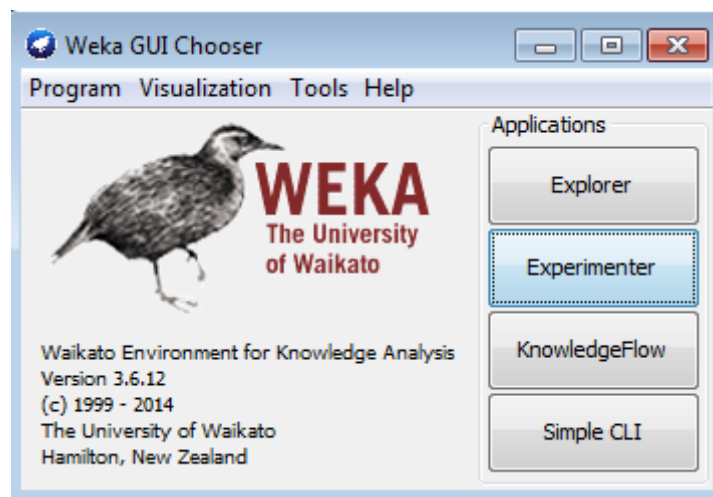 Weka GUI Chooser
Program Visualization Tools Help
WEKA
The University
of Waikato
Waikato Environment for Knowledge Analysis
Version 3.6.12
(c) 1999 - 2014
The University of Waikato
Hamilton, New Zealand
Applications
Explorer
Experimenter
KnowledgeFlow
Simple CLI